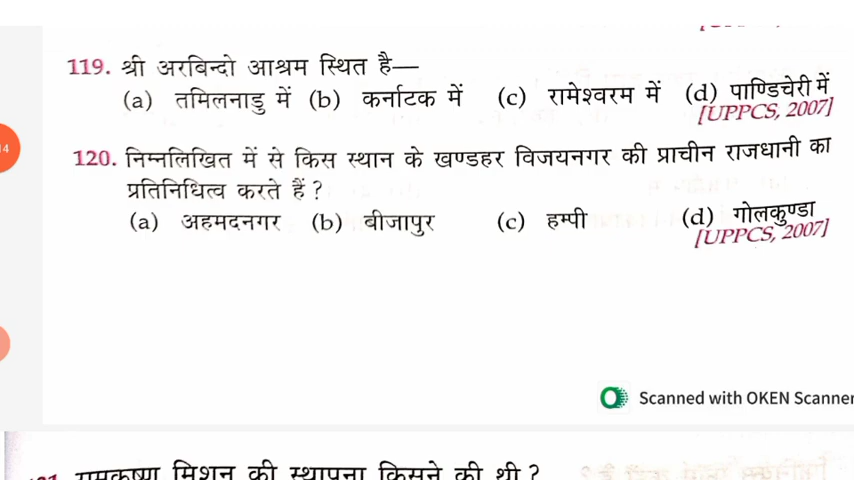 119. श्री अरबिन्दो आश्रम स्थित है—
(a) तमिलनाडु में (b) कर्नाटक में (c) रामेश्वरम में (d) पाण्डिचेरी में
[UPPCS, 2007]
120. निम्नलिखित में से किस स्थान के खण्डहर विजयनगर की प्राचीन राजधानी का
प्रतिनिधित्व करते हैं ?
(a) अहमदनगर (b) बीजापुर (c) हम्पी (d) गोलकुण्डा
[UPPCS, 2007]
Scanned with OKEN Scanner
रामकृष्ण मिशन की स्थापना किसने की थी ?